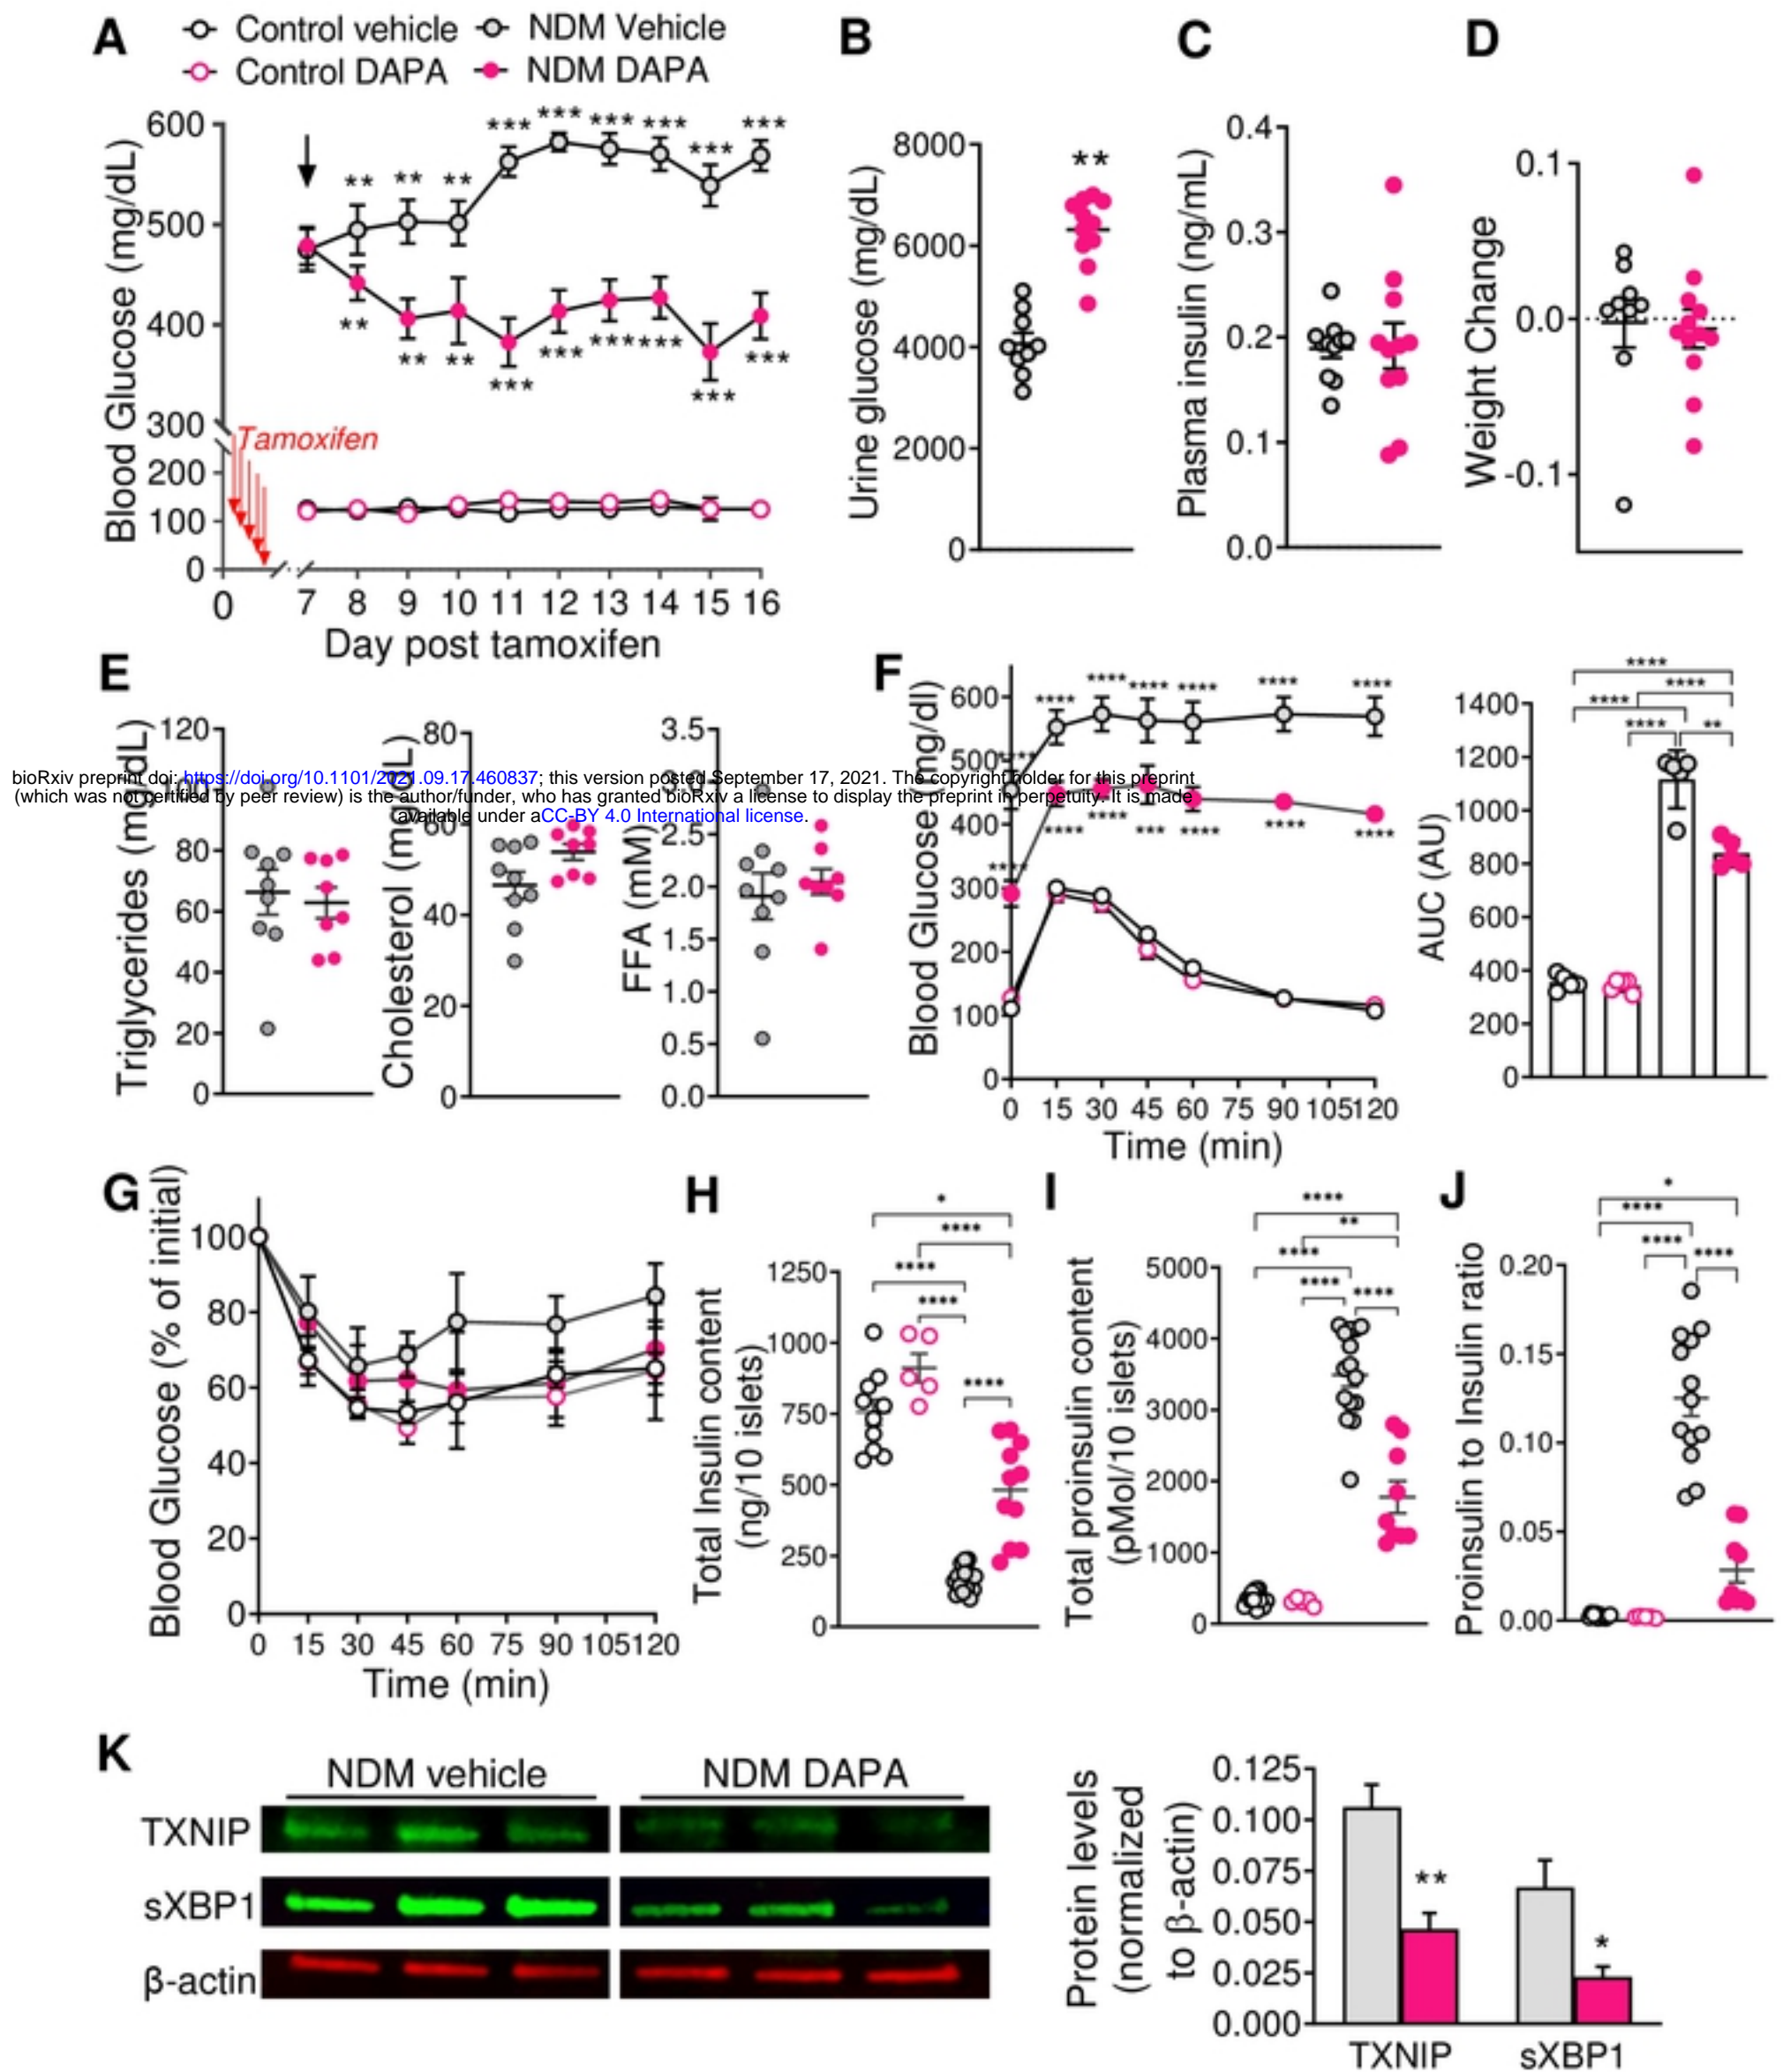 A
Control vehicle
NDM Vehicle
Control DAPA
NDM DAPA
Blood Glucose (mg/dL)
600
500
400
300
200
100
0
Tamoxifen
*** *** *** *** *** ***
** ** **
** ** ** *** *** *** *** *** ***
0 7 8 9 10 11 12 13 14 15 16
Day post tamoxifen
B
Urine glucose (mg/dL)
8000
6000
4000
2000
0
**
C
Plasma insulin (ng/mL)
0.4
0.3
0.2
0.1
0.0
D
Weight Change
0.1
0.0
-0.1
E
Triglycerides (mg/dL)
120
100
80
60
40
20
0
Cholesterol (mg/dL)
80
60
40
20
0
FFA (mM)
3.5
3.0
2.5
2.0
1.5
1.0
0.5
0.0
bioRxiv preprint doi: https://doi.org/10.1101/2021.09.17.460837; this version posted September 17, 2021. The copyright holder for this preprint
(which was not certified by peer review) is the author/funder, who has granted bioRxiv a license to display the preprint in perpetuity. It is made
available under aCC-BY 4.0 International license.
F
Blood Glucose (mg/dl)
600
500
400
300
200
100
0
**** **** **** **** **** **** ****
**** **** **** *** **** **** ****
0 15 30 45 60 75 90 105 120
Time (min)
AUC (AU)
1400
1200
1000
800
600
400
200
0
****
****
****
**** **
G
Blood Glucose (% of initial)
100
80
60
40
20
0
0 15 30 45 60 75 90 105 120
Time (min)
H
Total Insulin content
(ng/10 islets)
1250
1000
750
500
250
0
*
****
****
****
****
I
Total proinsulin content
(pMol/10 islets)
5000
4000
3000
2000
1000
0
****
**
****
**** ****
J
Proinsulin to Insulin ratio
0.20
0.15
0.10
0.05
0.00
*
****
**** ****
K
NDM vehicle
NDM DAPA
TXNIP
sXBP1
β-actin
Protein levels
(normalized
to β-actin)
0.125
0.100
0.075
0.050
0.025
0.000
**
*
TXNIP sXBP1